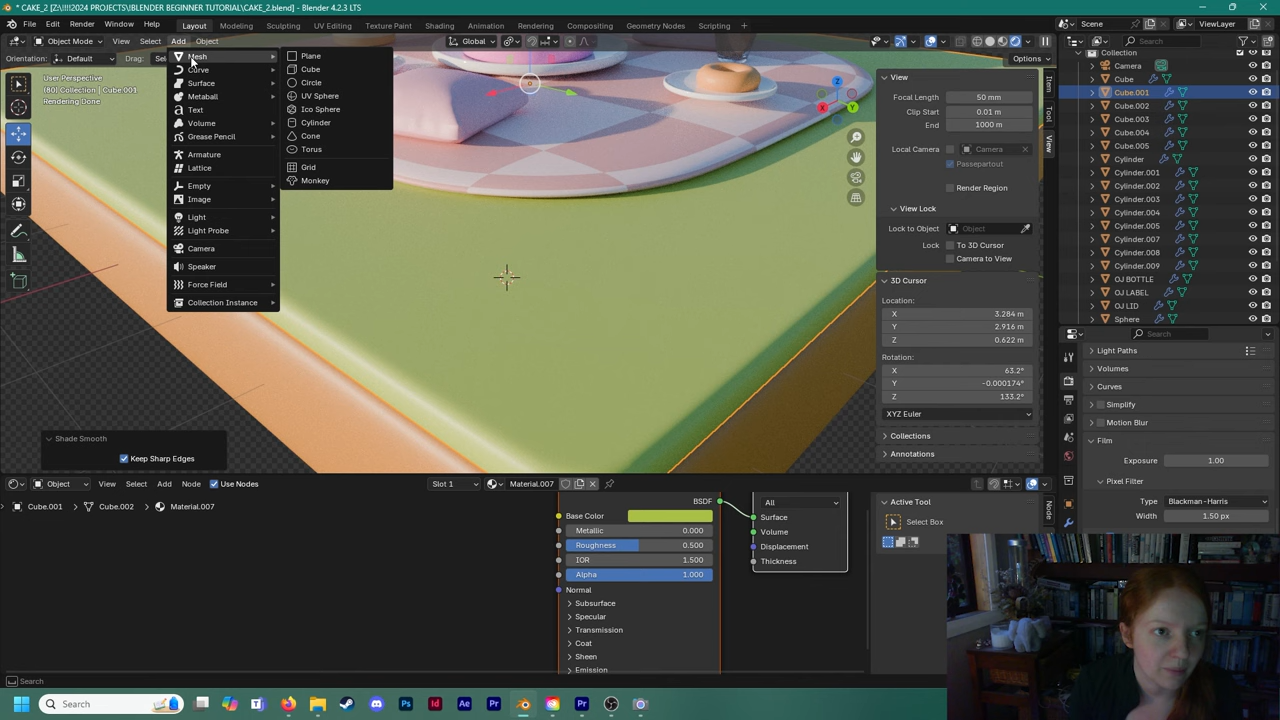 * CAKE_2 [Z:\!!!!2024 PROJECTS\BLENDER BEGINNER TUTORIAL\CAKE_2.blend] - Blender 4.2.3 LTS
File Edit Render Window Help Layout Modeling Sculpting UV Editing Texture Paint Shading Animation Rendering Compositing Geometry Nodes Scripting + Scene ViewLayer
Object Mode View Select Add Object Global Search
Orientation: Default Drag: Sel Options
User Perspective
(80) Collection | Cube.001
Rendering Done
Mesh
Curve
Surface
Metaball
Text
Volume
Grease Pencil
Armature
Lattice
Empty
Image
Light
Light Probe
Camera
Speaker
Force Field
Collection Instance
Plane
Cube
Circle
UV Sphere
Ico Sphere
Cylinder
Cone
Torus
Grid
Monkey
Z
X
Y
View
Focal Length 50 mm
Clip Start 0.01 m
End 1000 m
Local Camera Camera
Passepartout
Render Region
View Lock
Lock to Object Object
Lock To 3D Cursor
Camera to View
3D Cursor
Location:
X 3.284 m
Y 2.916 m
Z 0.622 m
Rotation:
X 63.2°
Y -0.000174°
Z 133.2°
XYZ Euler
Collections
Annotations
Item
Tool
View
Collection
Camera
Cube
Cube.001
Cube.002
Cube.003
Cube.004
Cube.005
Cylinder
Cylinder.001
Cylinder.002
Cylinder.003
Cylinder.004
Cylinder.005
Cylinder.007
Cylinder.008
Cylinder.009
OJ BOTTLE
OJ LABEL
OJ LID
Sphere
Search
Light Paths
Volumes
Curves
Simplify
Motion Blur
Film
Exposure 1.00
Pixel Filter
Type Blackman-Harris
Width 1.50 px
Shade Smooth
Keep Sharp Edges
Object View Select Add Node Use Nodes Slot 1 Material.007
Cube.001 > Cube.002 > Material.007
BSDF
Base Color
Metallic 0.000
Roughness 0.500
IOR 1.500
Alpha 1.000
Normal
Subsurface
Specular
Transmission
Coat
Sheen
Emission
All
Surface
Volume
Displacement
Thickness
Active Tool
Select Box
Node
Search
Search Ps Id Ae Pr Pr